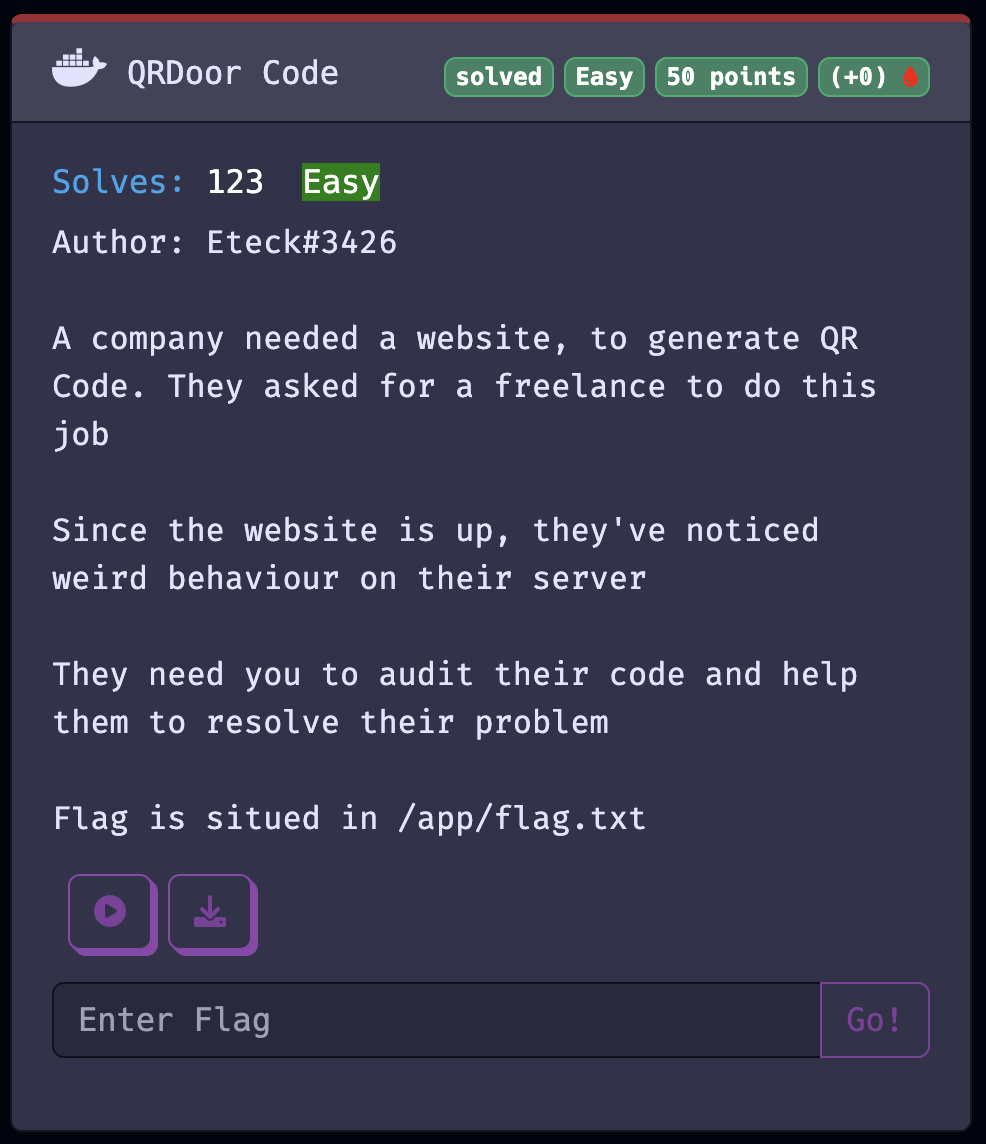 QRDoor Code solved Easy 50 points (+0)
Solves: 123 Easy
Author: Eteck#3426
A company needed a website, to generate QR
Code. They asked for a freelance to do this
job
Since the website is up, they've noticed
weird behaviour on their server
They need you to audit their code and help
them to resolve their problem
Flag is situed in /app/flag.txt
Enter Flag Go!